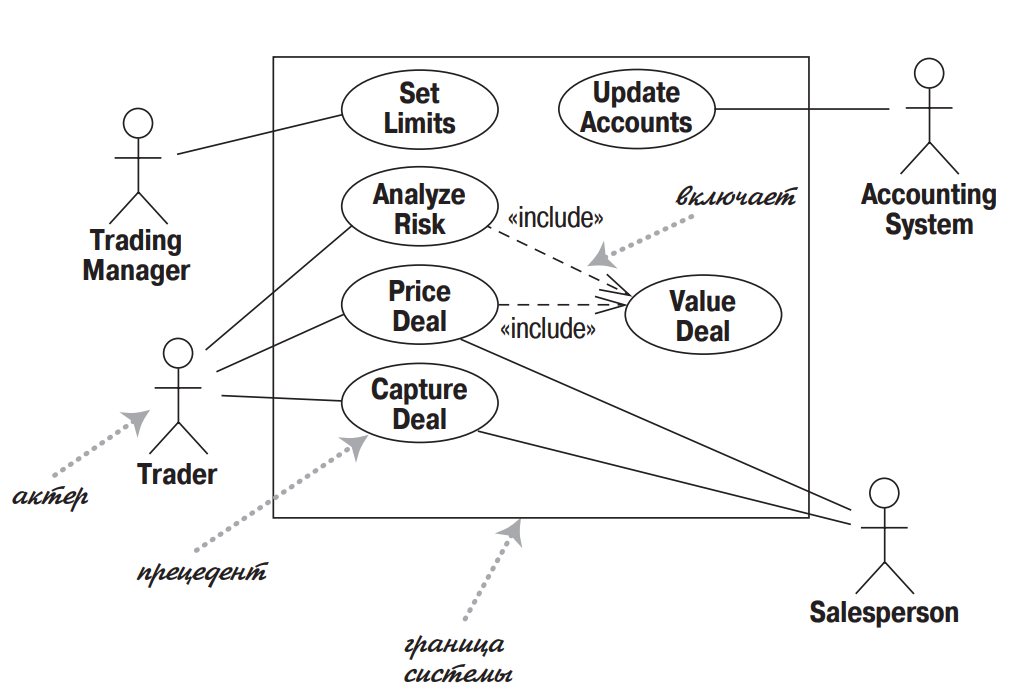 Set
Limits
Update
Accounts
Trading
Manager
Accounting
System
Analyze
Risk
«include»
включает
Price
Deal
«include»
Value
Deal
Capture
Deal
Trader
актер
прецедент
Salesperson
граница
системы